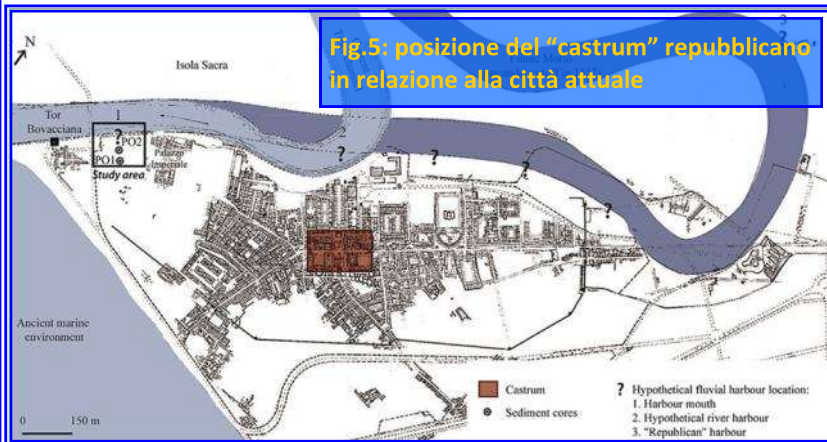 Fig.5: posizione del “castrum” repubblicano
in relazione alla città attuale
N
Isola Sacra
3
?
Tor
Bovacciana
1
?
PO2
PO1
Study area
Palazzo
Imperiale
2
?
?
?
?
Ancient marine
environment
0 150 m
Castrum
Sediment cores
? Hypothetical fluvial harbour location:
1. Harbour mouth
2. Hypothetical river harbour
3. "Republican" harbour